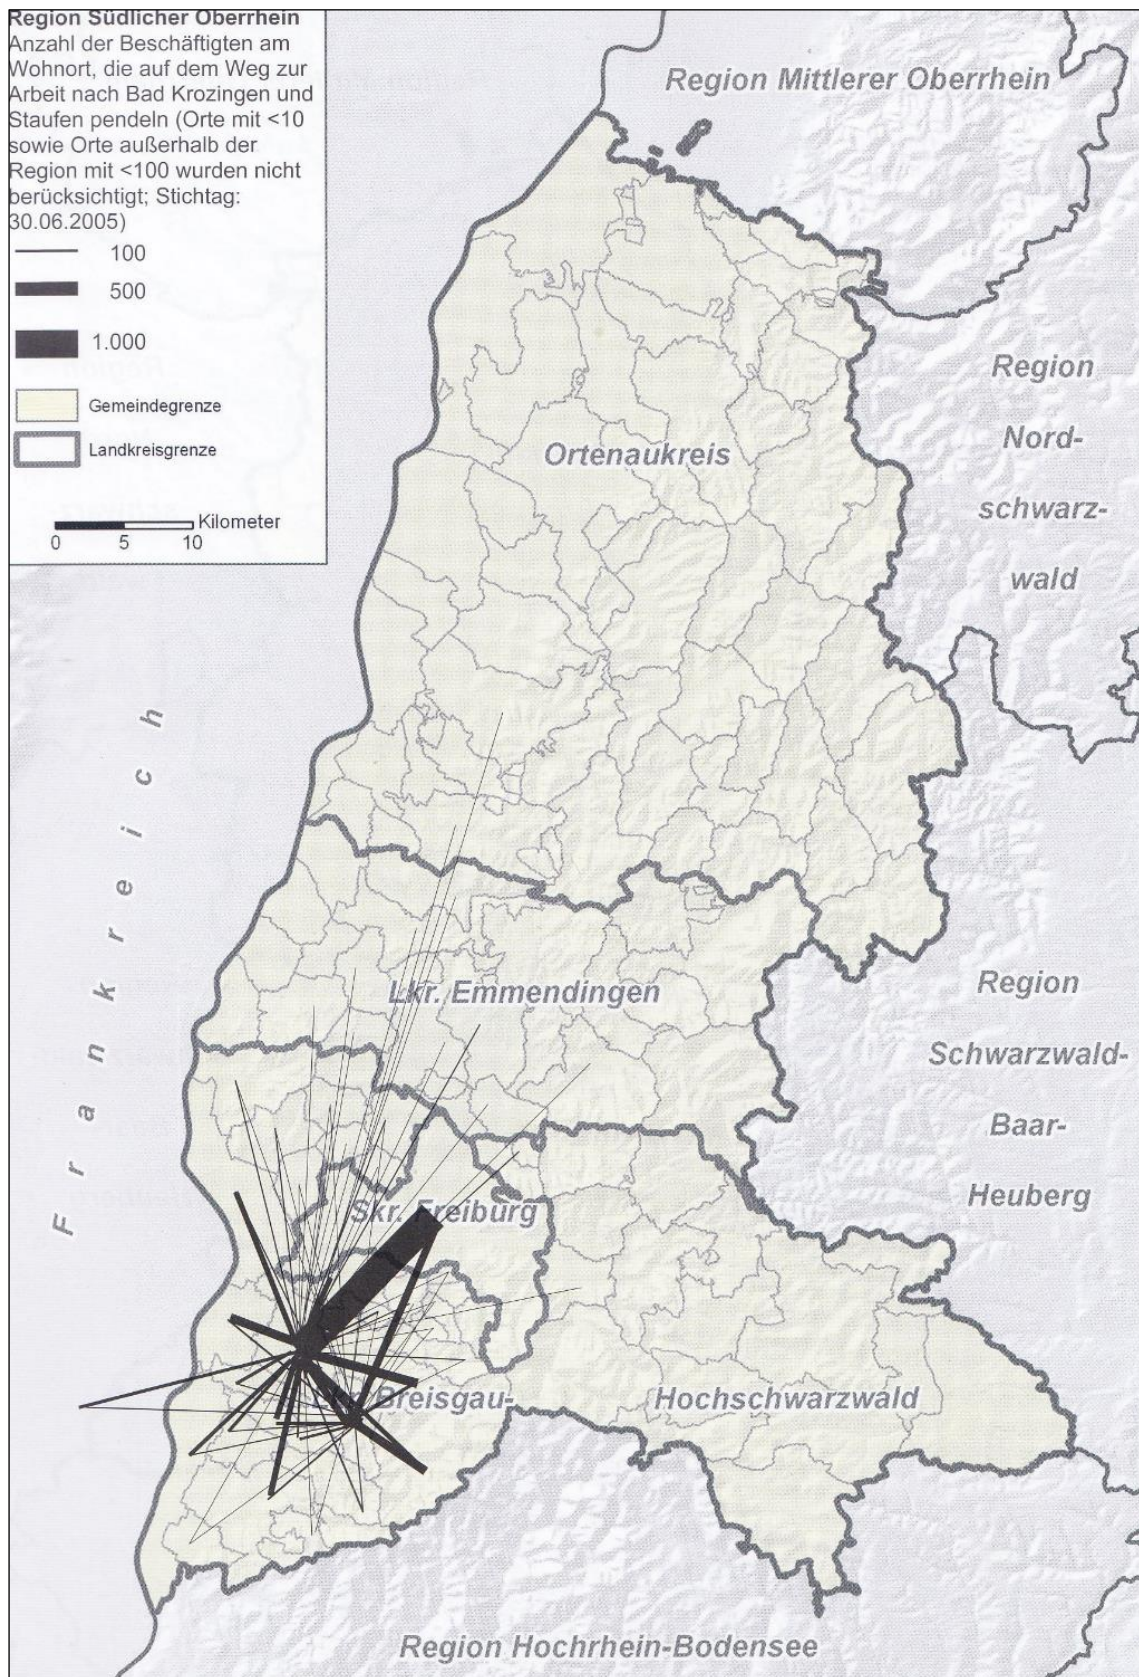 Region Südlicher Oberrhein
Anzahl der Beschäftigten am
Wohnort, die auf dem Weg zur
Arbeit nach Bad Krozingen und
Staufen pendeln (Orte mit <10
sowie Orte außerhalb der
Region mit <100 wurden nicht
berücksichtigt; Stichtag:
30.06.2005)
100
500
1.000
Gemeindegrenze
Landkreisgrenze
Kilometer
0 5 10
Region Mittlerer Oberrhein
Region
Nord-
schwarz-
wald
Ortenaukreis
Frankreich
Lkr. Emmendingen
Region
Schwarzwald-
Baar-
Heuberg
Skr. Freiburg
Lkr. Breisgau-
Hochschwarzwald
Region Hochrhein-Bodensee